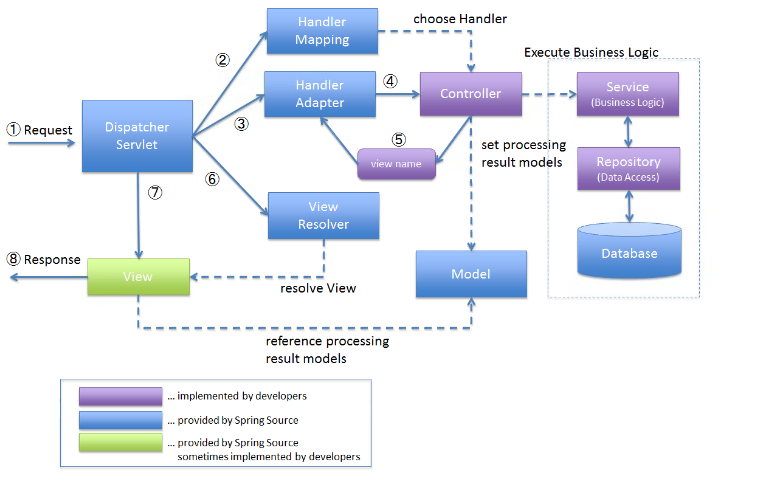 Handler
Mapping
choose Handler
②
Execute Business Logic
Handler
Adapter
④
Controller
Service
(Business Logic)
① Request
Dispatcher
Servlet
③
⑤
set processing
result models
view name
Repository
(Data Access)
⑦
⑥
View
Resolver
⑧ Response
View
resolve View
Model
Database
reference processing
result models
... implemented by developers
... provided by Spring Source
... provided by Spring Source
sometimes implemented by developers